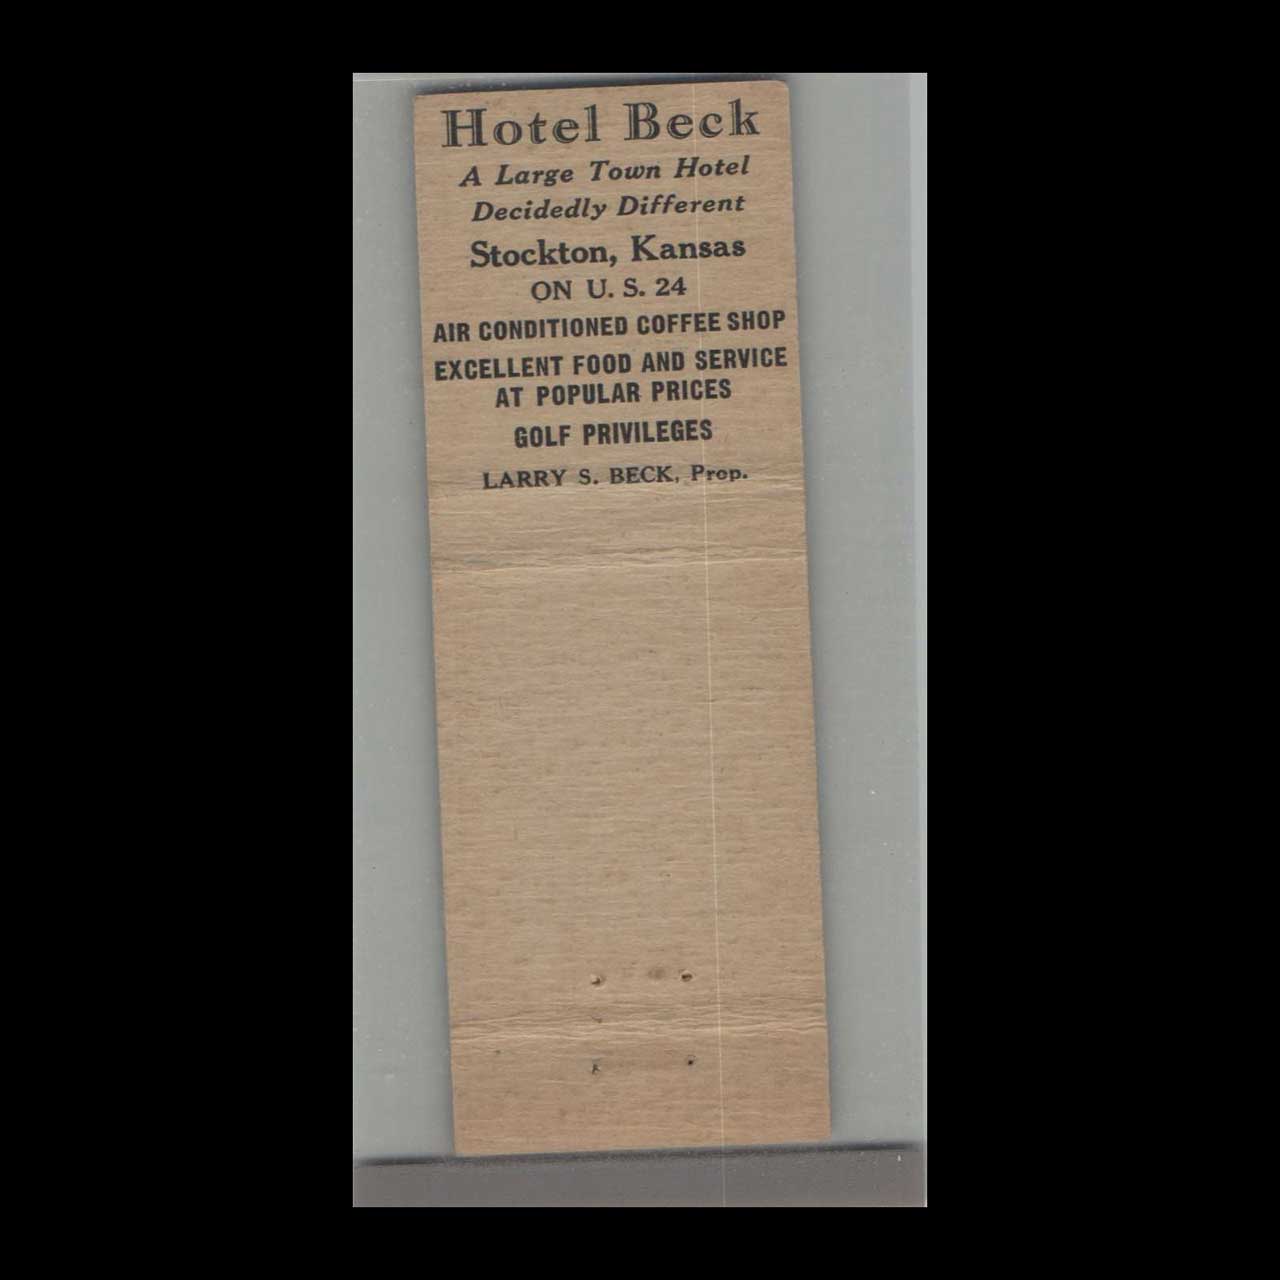 Hotel Beck
A Large Town Hotel
Decidedly Different
Stockton, Kansas
ON U. S. 24
AIR CONDITIONED COFFEE SHOP
EXCELLENT FOOD AND SERVICE
AT POPULAR PRICES
GOLF PRIVILEGES
LARRY S. BECK, Prop.